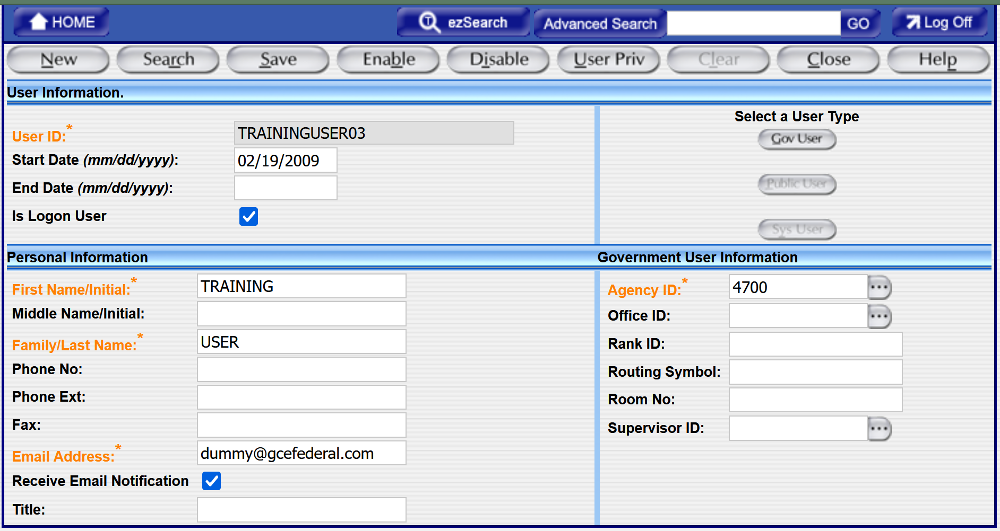 HOME ezSearch Advanced Search GO Log Off
New Search Save Enable Disable User Priv Clear Close Help
User Information.
Select a User Type
User ID:* TRAININGUSER03
Gov User
Start Date (mm/dd/yyyy): 02/19/2009
End Date (mm/dd/yyyy):
Public User
Is Logon User
Sys User
Personal Information
Government User Information
First Name/Initial:* TRAINING
Agency ID:* 4700 ...
Middle Name/Initial:
Office ID: ...
Family/Last Name:* USER
Rank ID:
Phone No:
Routing Symbol:
Phone Ext:
Room No:
Fax:
Supervisor ID: ...
Email Address:* dummy@gcefederal.com
Receive Email Notification
Title: